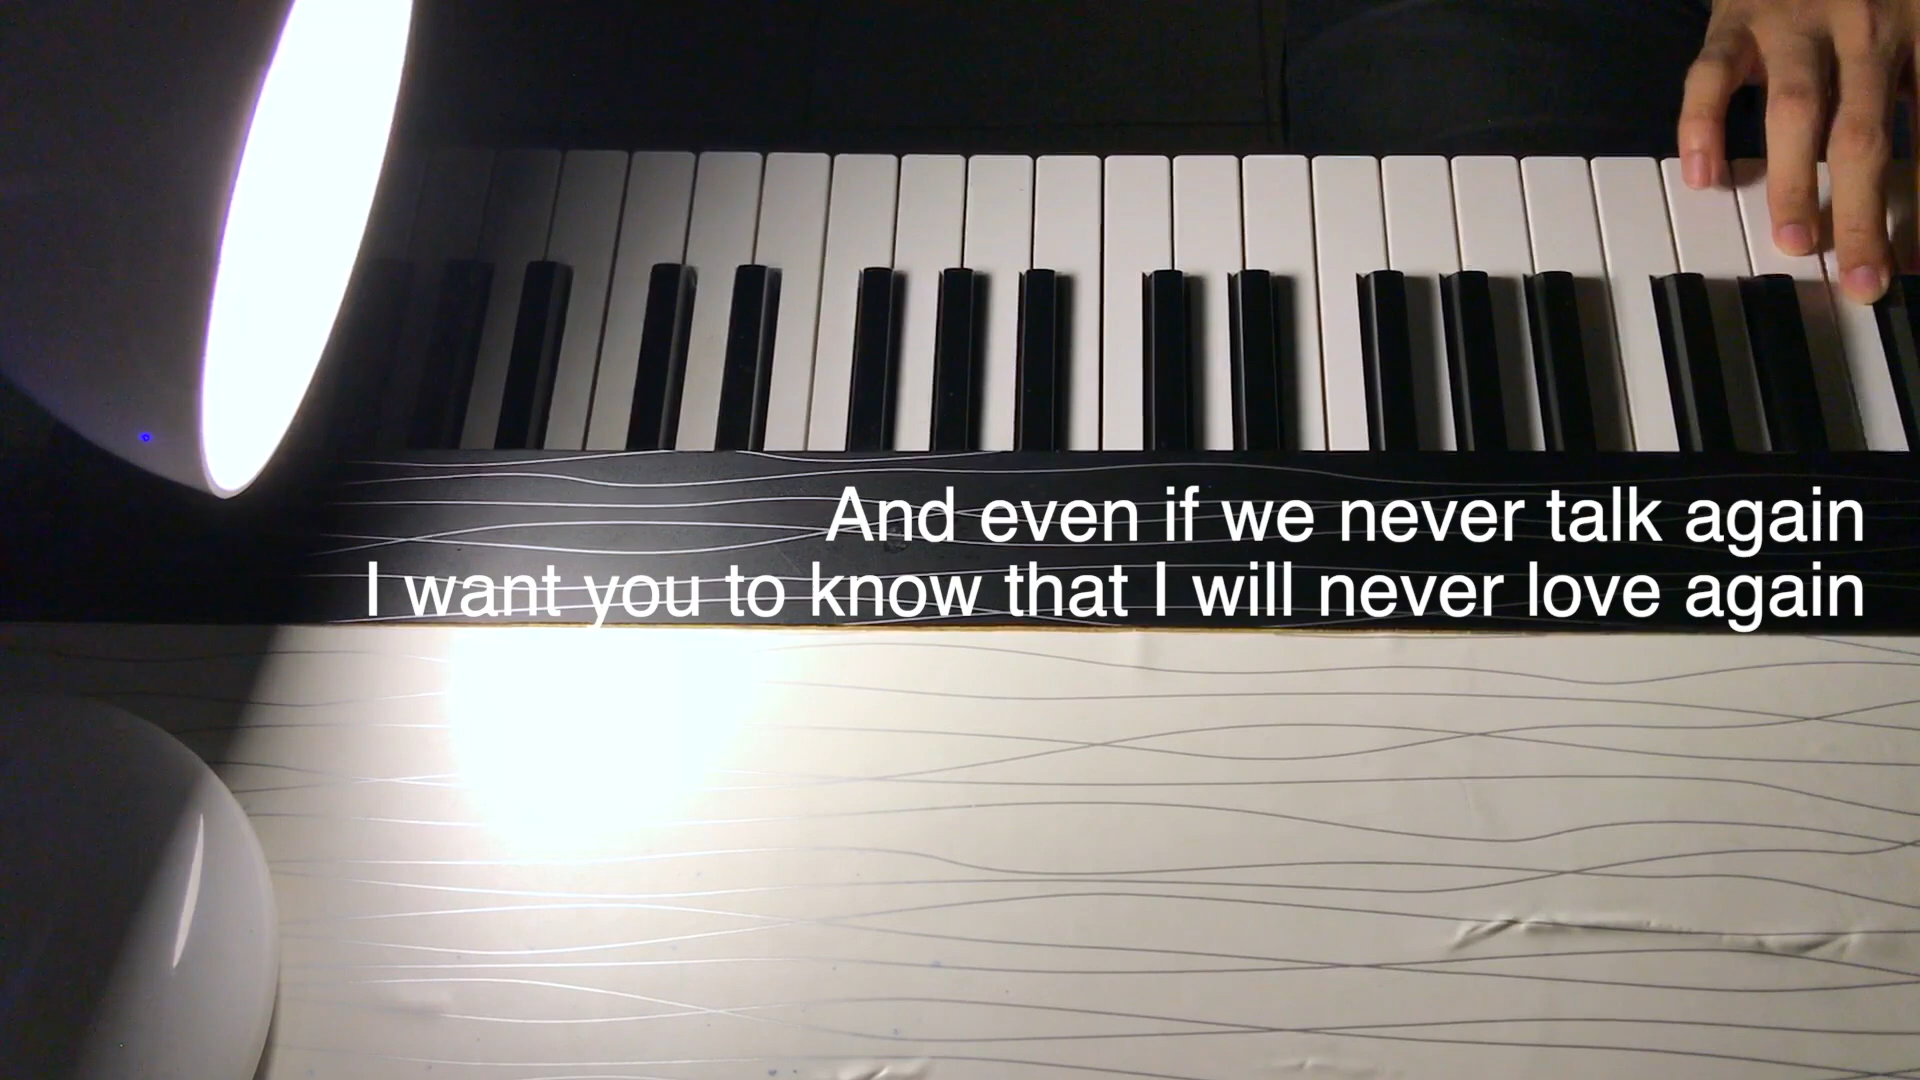 And even if we never talk again
I want you to know that I will never love again